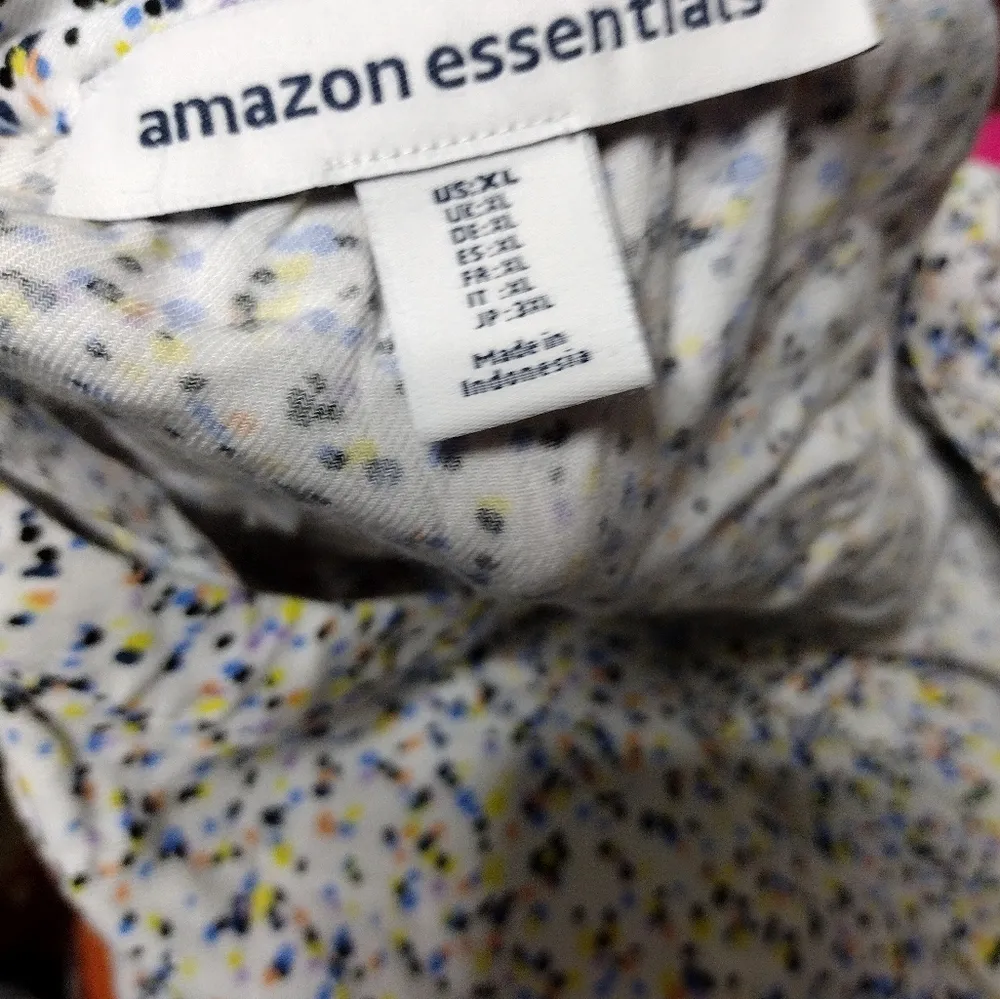 amazon essentials
US:XL
UK:XL
DE:XL
ES:XL
FR:XL
IT :XL
JP:3XL
Made in
Indonesia